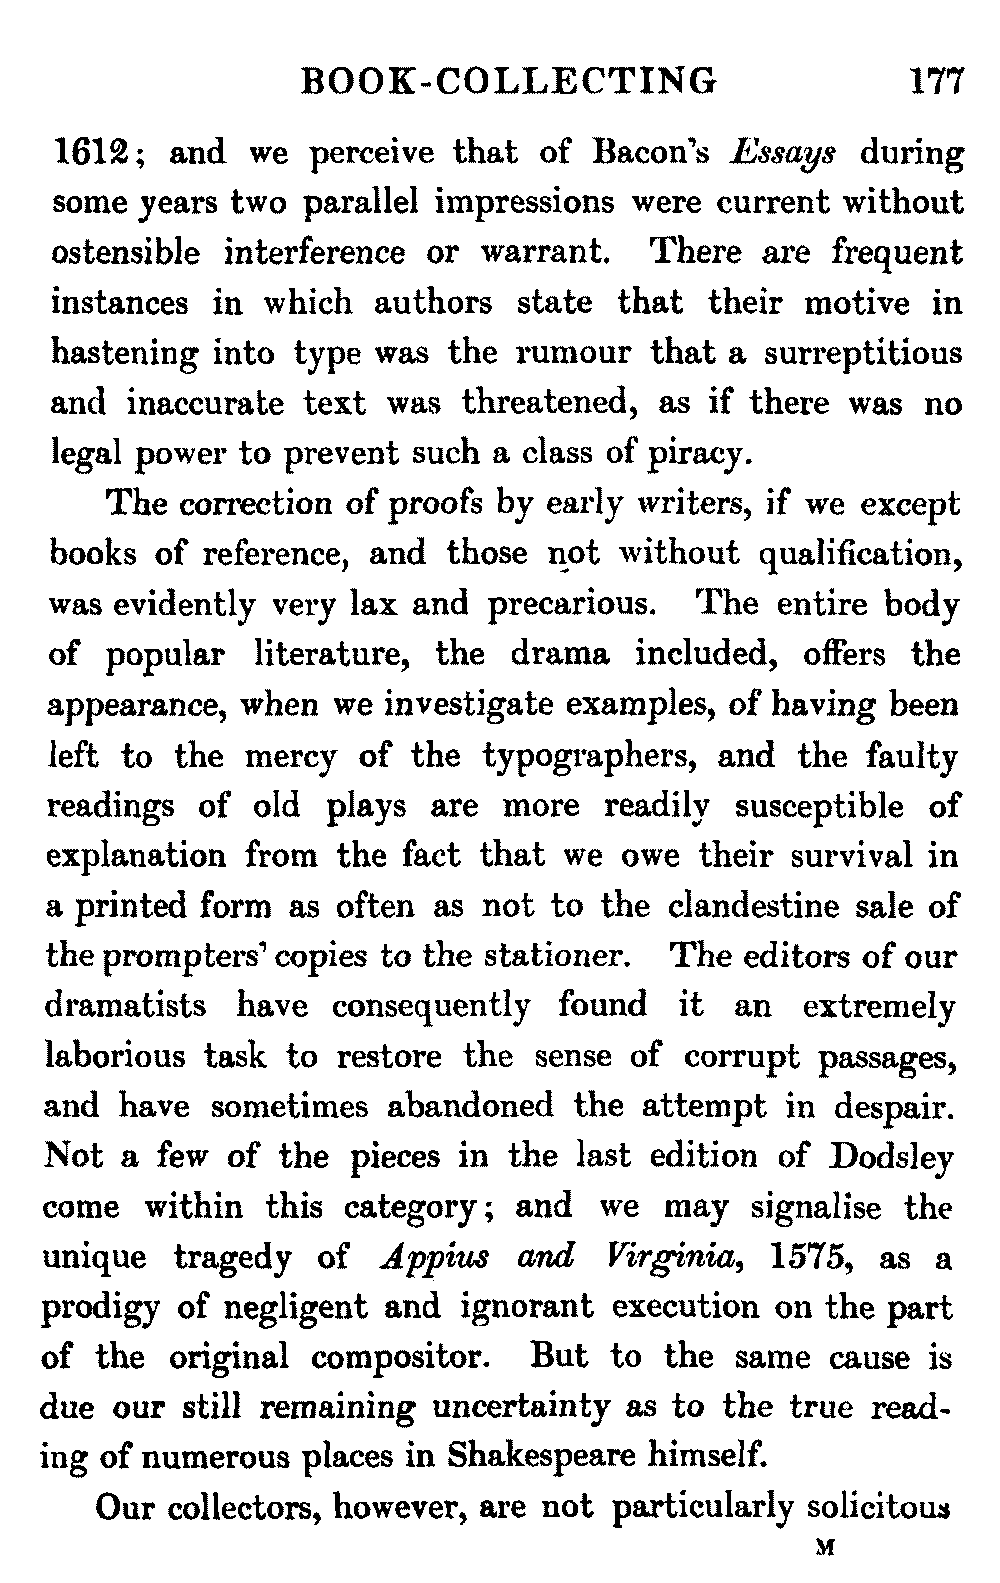 BOOK-COLLECTING 177
1612; and we perceive that of Bacon's Essays during
some years two parallel impressions were current without
ostensible interference or warrant. There are frequent
instances in which authors state that their motive in
hastening into type was the rumour that a surreptitious
and inaccurate text was threatened, as if there was no
legal power to prevent such a class of piracy.
The correction of proofs by early writers, if we except
books of reference, and those not without qualification,
was evidently very lax and precarious. The entire body
of popular literature, the drama included, offers the
appearance, when we investigate examples, of having been
left to the mercy of the typographers, and the faulty
readings of old plays are more readily susceptible of
explanation from the fact that we owe their survival in
a printed form as often as not to the clandestine sale of
the prompters' copies to the stationer. The editors of our
dramatists have consequently found it an extremely
laborious task to restore the sense of corrupt passages,
and have sometimes abandoned the attempt in despair.
Not a few of the pieces in the last edition of Dodsley
come within this category; and we may signalise the
unique tragedy of Appius and Virginia, 1575, as a
prodigy of negligent and ignorant execution on the part
of the original compositor. But to the same cause is
due our still remaining uncertainty as to the true read-
ing of numerous places in Shakespeare himself.
Our collectors, however, are not particularly solicitous
M